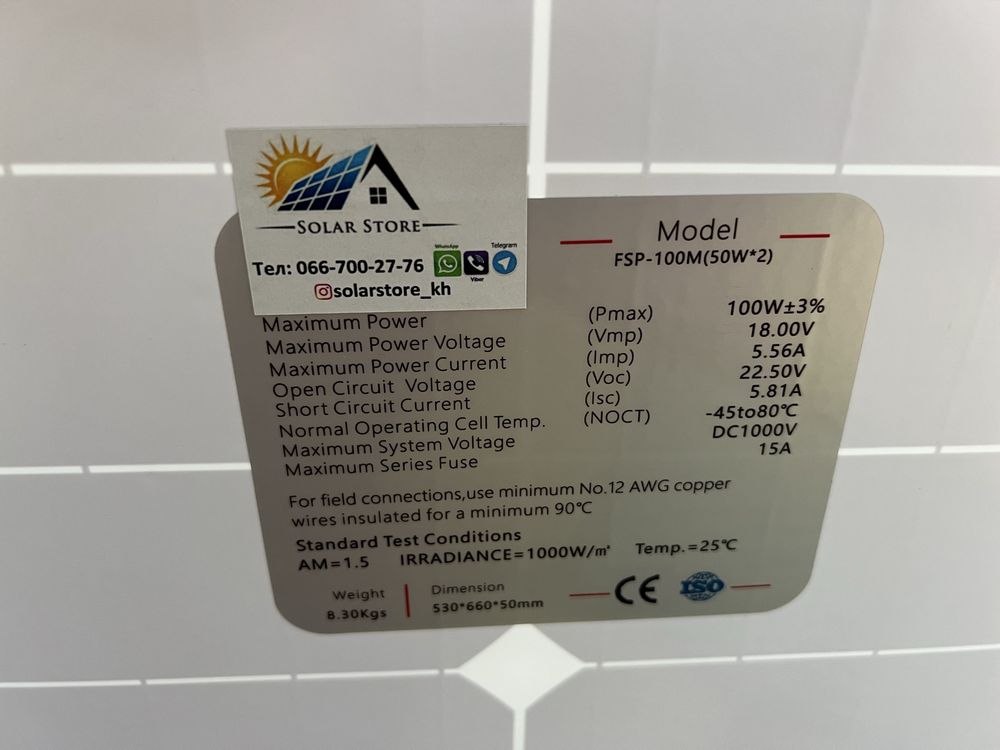 SOLAR STORE
WhatsApp
Telegram
Тел: 066-700-27-76
Viber
solarstore_kh
Model
FSP-100M(50W*2)
Maximum Power (Pmax) 100W±3%
Maximum Power Voltage (Vmp) 18.00V
Maximum Power Current (Imp) 5.56A
Open Circuit Voltage (Voc) 22.50V
Short Circuit Current (Isc) 5.81A
Normal Operating Cell Temp. (NOCT) -45to80℃
Maximum System Voltage DC1000V
Maximum Series Fuse 15A
For field connections,use minimum No.12 AWG copper
wires insulated for a minimum 90℃
Standard Test Conditions
AM=1.5 IRRADIANCE=1000W/㎡ Temp.=25℃
Weight
8.30Kgs
Dimension
530*660*50mm
CE ISO